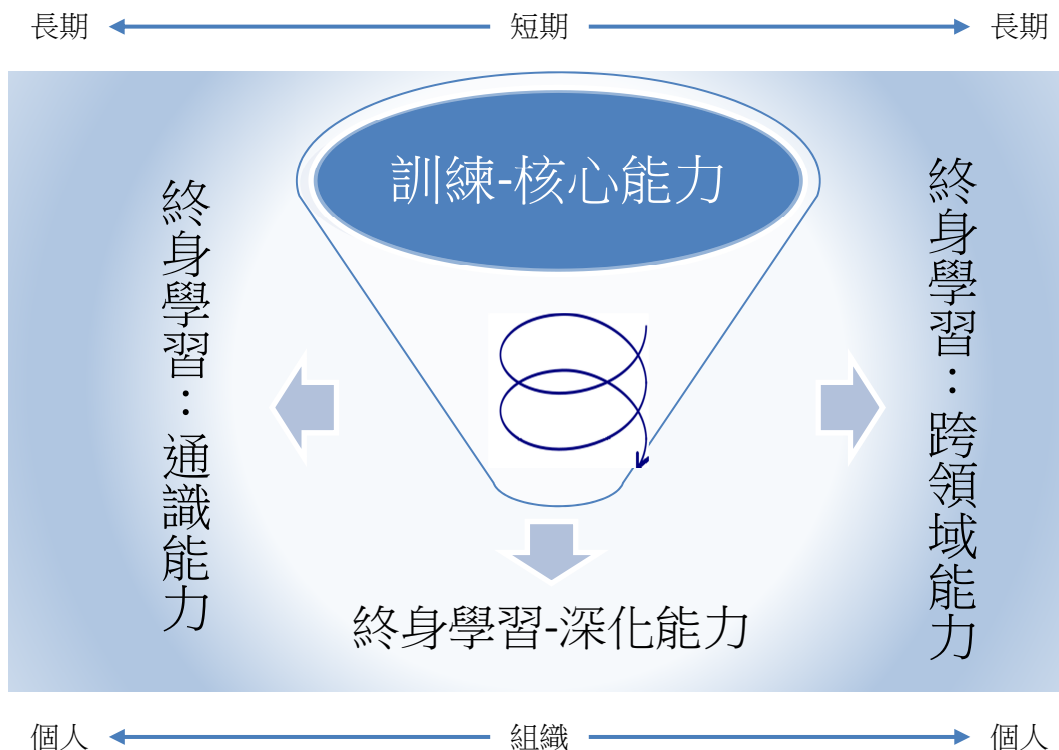 長期 短期 長期
訓練-核心能力
終身學習：通識能力
終身學習：跨領域能力
終身學習-深化能力
個人 組織 個人